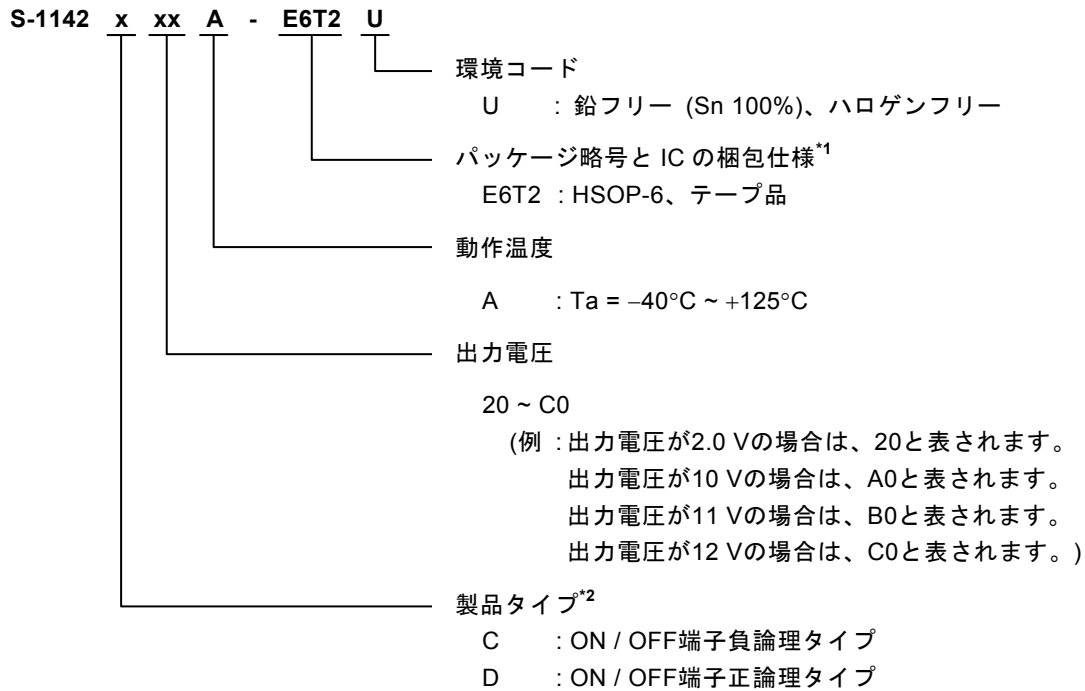 S-1142 x xx A - E6T2 U
環境コード
U : 鉛フリー (Sn 100%)、ハロゲンフリー
パッケージ略号と IC の梱包仕様*1
E6T2 : HSOP-6、テープ品
動作温度
A : Ta = −40°C ~ +125°C
出力電圧
20 ~ C0
(例 : 出力電圧が2.0 Vの場合は、20と表されます。
出力電圧が10 Vの場合は、A0と表されます。
出力電圧が11 Vの場合は、B0と表されます。
出力電圧が12 Vの場合は、C0と表されます。)
製品タイプ*2
C : ON / OFF端子負論理タイプ
D : ON / OFF端子正論理タイプ